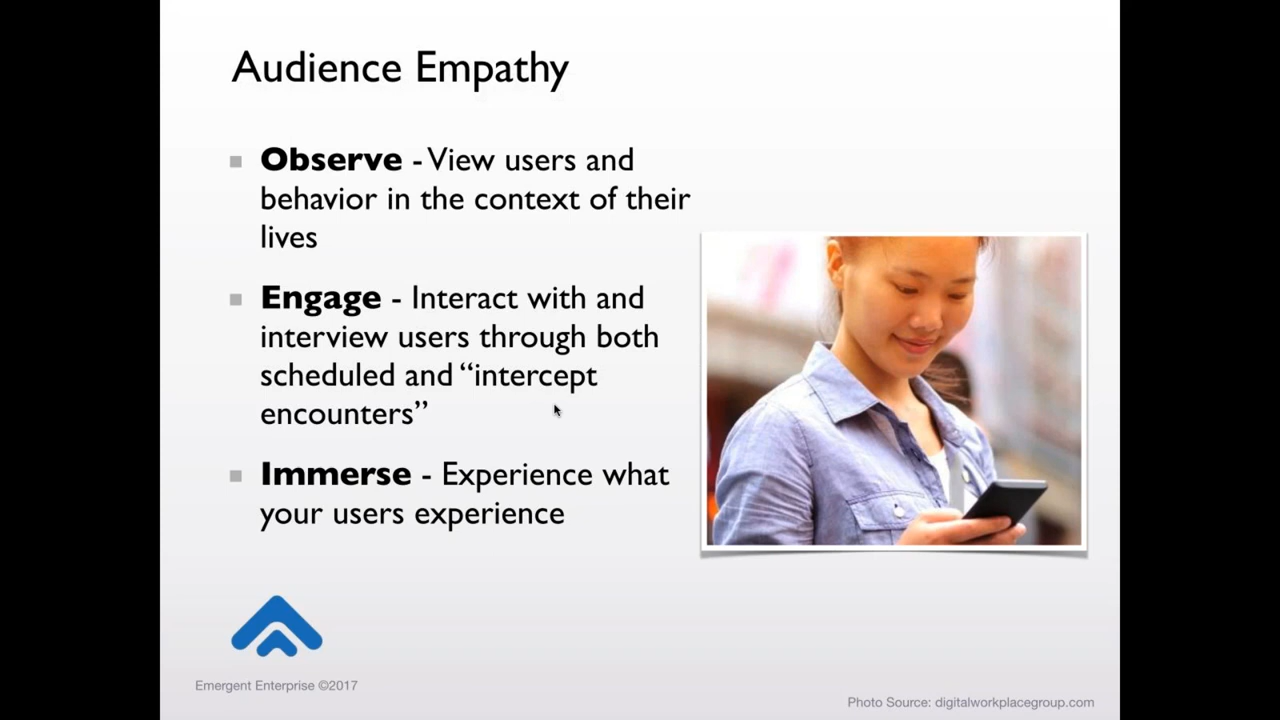 Audience Empathy
Observe - View users and
behavior in the context of their
lives
Engage - Interact with and
interview users through both
scheduled and “intercept
encounters”
Immerse - Experience what
your users experience
Emergent Enterprise ©2017
Photo Source: digitalworkplacegroup.com